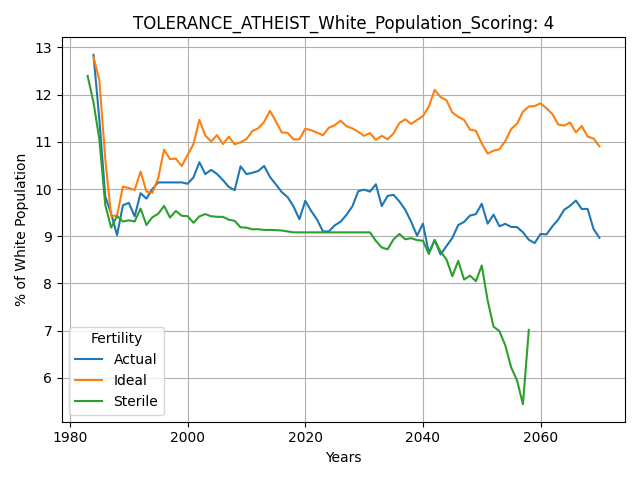 TOLERANCE_ATHEIST_White_Population_Scoring: 4
13
12
11
10
9
8
7
6
% of White Population
Fertility
Actual
Ideal
Sterile
1980
2000
2020
2040
2060
Years